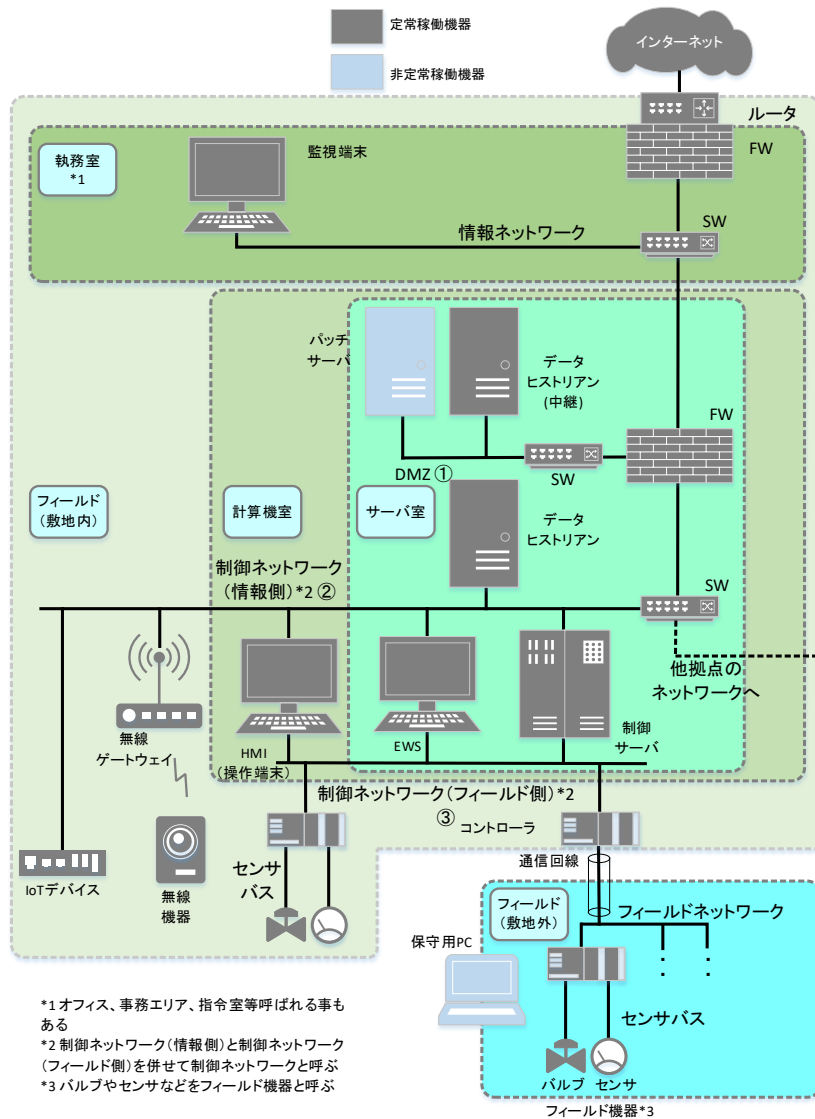 定常稼働機器
非定常稼働機器
インターネット
ルータ
FW
執務室
*1
監視端末
SW
情報ネットワーク
パッチ
サーバ
データ
ヒストリアン
(中継)
FW
DMZ ①
SW
フィールド
(敷地内)
計算機室
サーバ室
データ
ヒストリアン
制御ネットワーク
(情報側)*2 ②
SW
他拠点の
ネットワークへ
無線
ゲートウェイ
HMI
(操作端末)
EWS
制御
サーバ
制御ネットワーク(フィールド側)*2
③
コントローラ
センサ
バス
IoTデバイス
無線
機器
通信回線
フィールド
(敷地外)
フィールドネットワーク
保守用PC
センサバス
バルブ
センサ
フィールド機器*3
*1 オフィス、事務エリア、指令室等呼ばれる事も
ある
*2 制御ネットワーク(情報側)と制御ネットワーク
(フィールド側)を併せて制御ネットワークと呼ぶ
*3 バルブやセンサなどをフィールド機器と呼ぶ